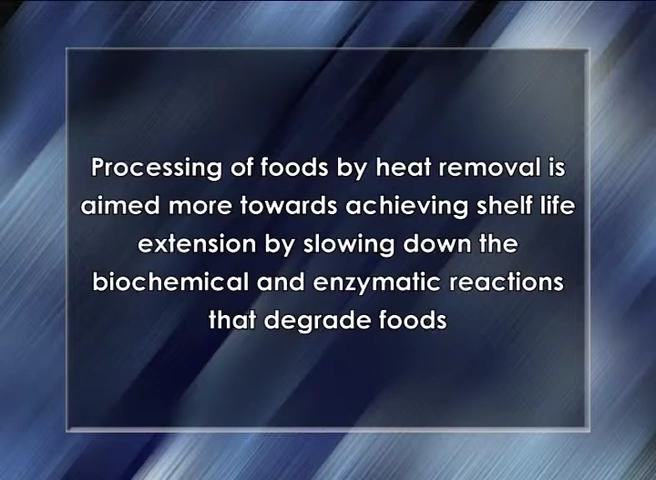 Processing of foods by heat removal is
aimed more towards achieving shelf life
extension by slowing down the
biochemical and enzymatic reactions
that degrade foods